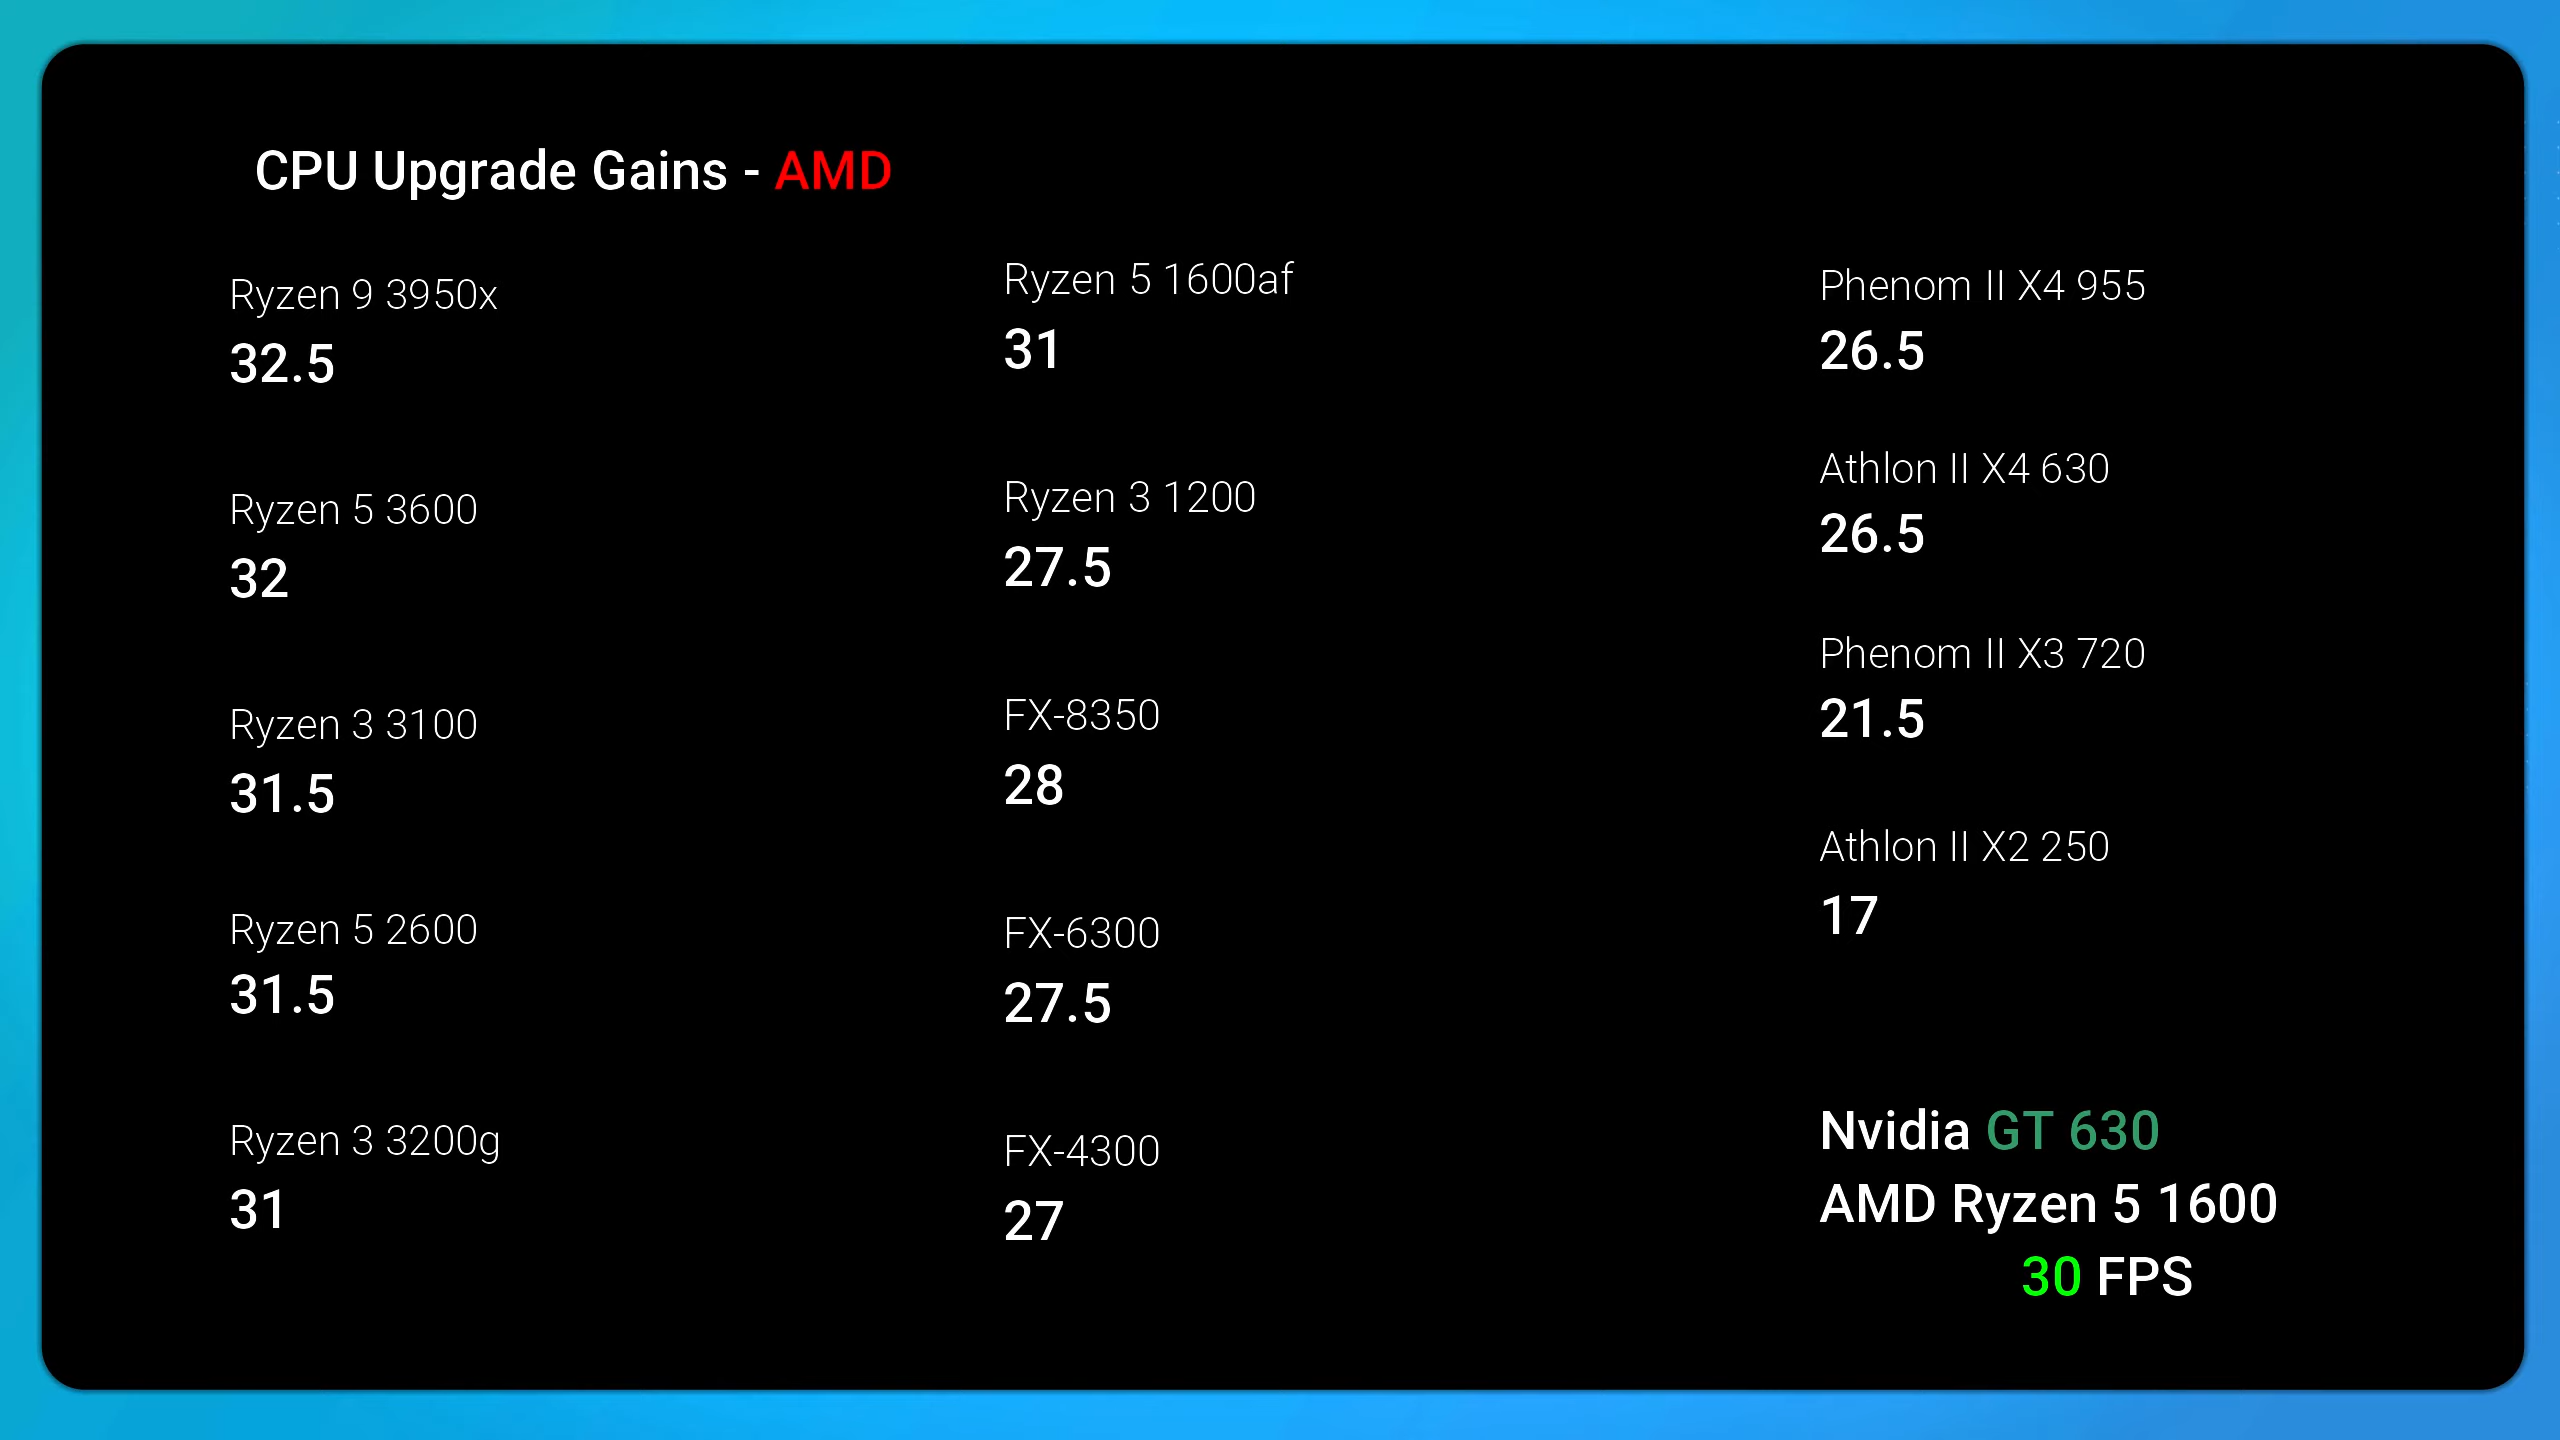 CPU Upgrade Gains - AMD
Ryzen 9 3950x
32.5
Ryzen 5 3600
32
Ryzen 3 3100
31.5
Ryzen 5 2600
31.5
Ryzen 3 3200g
31
Ryzen 5 1600af
31
Ryzen 3 1200
27.5
FX-8350
28
FX-6300
27.5
FX-4300
27
Phenom II X4 955
26.5
Athlon II X4 630
26.5
Phenom II X3 720
21.5
Athlon II X2 250
17
Nvidia GT 630
AMD Ryzen 5 1600
30 FPS